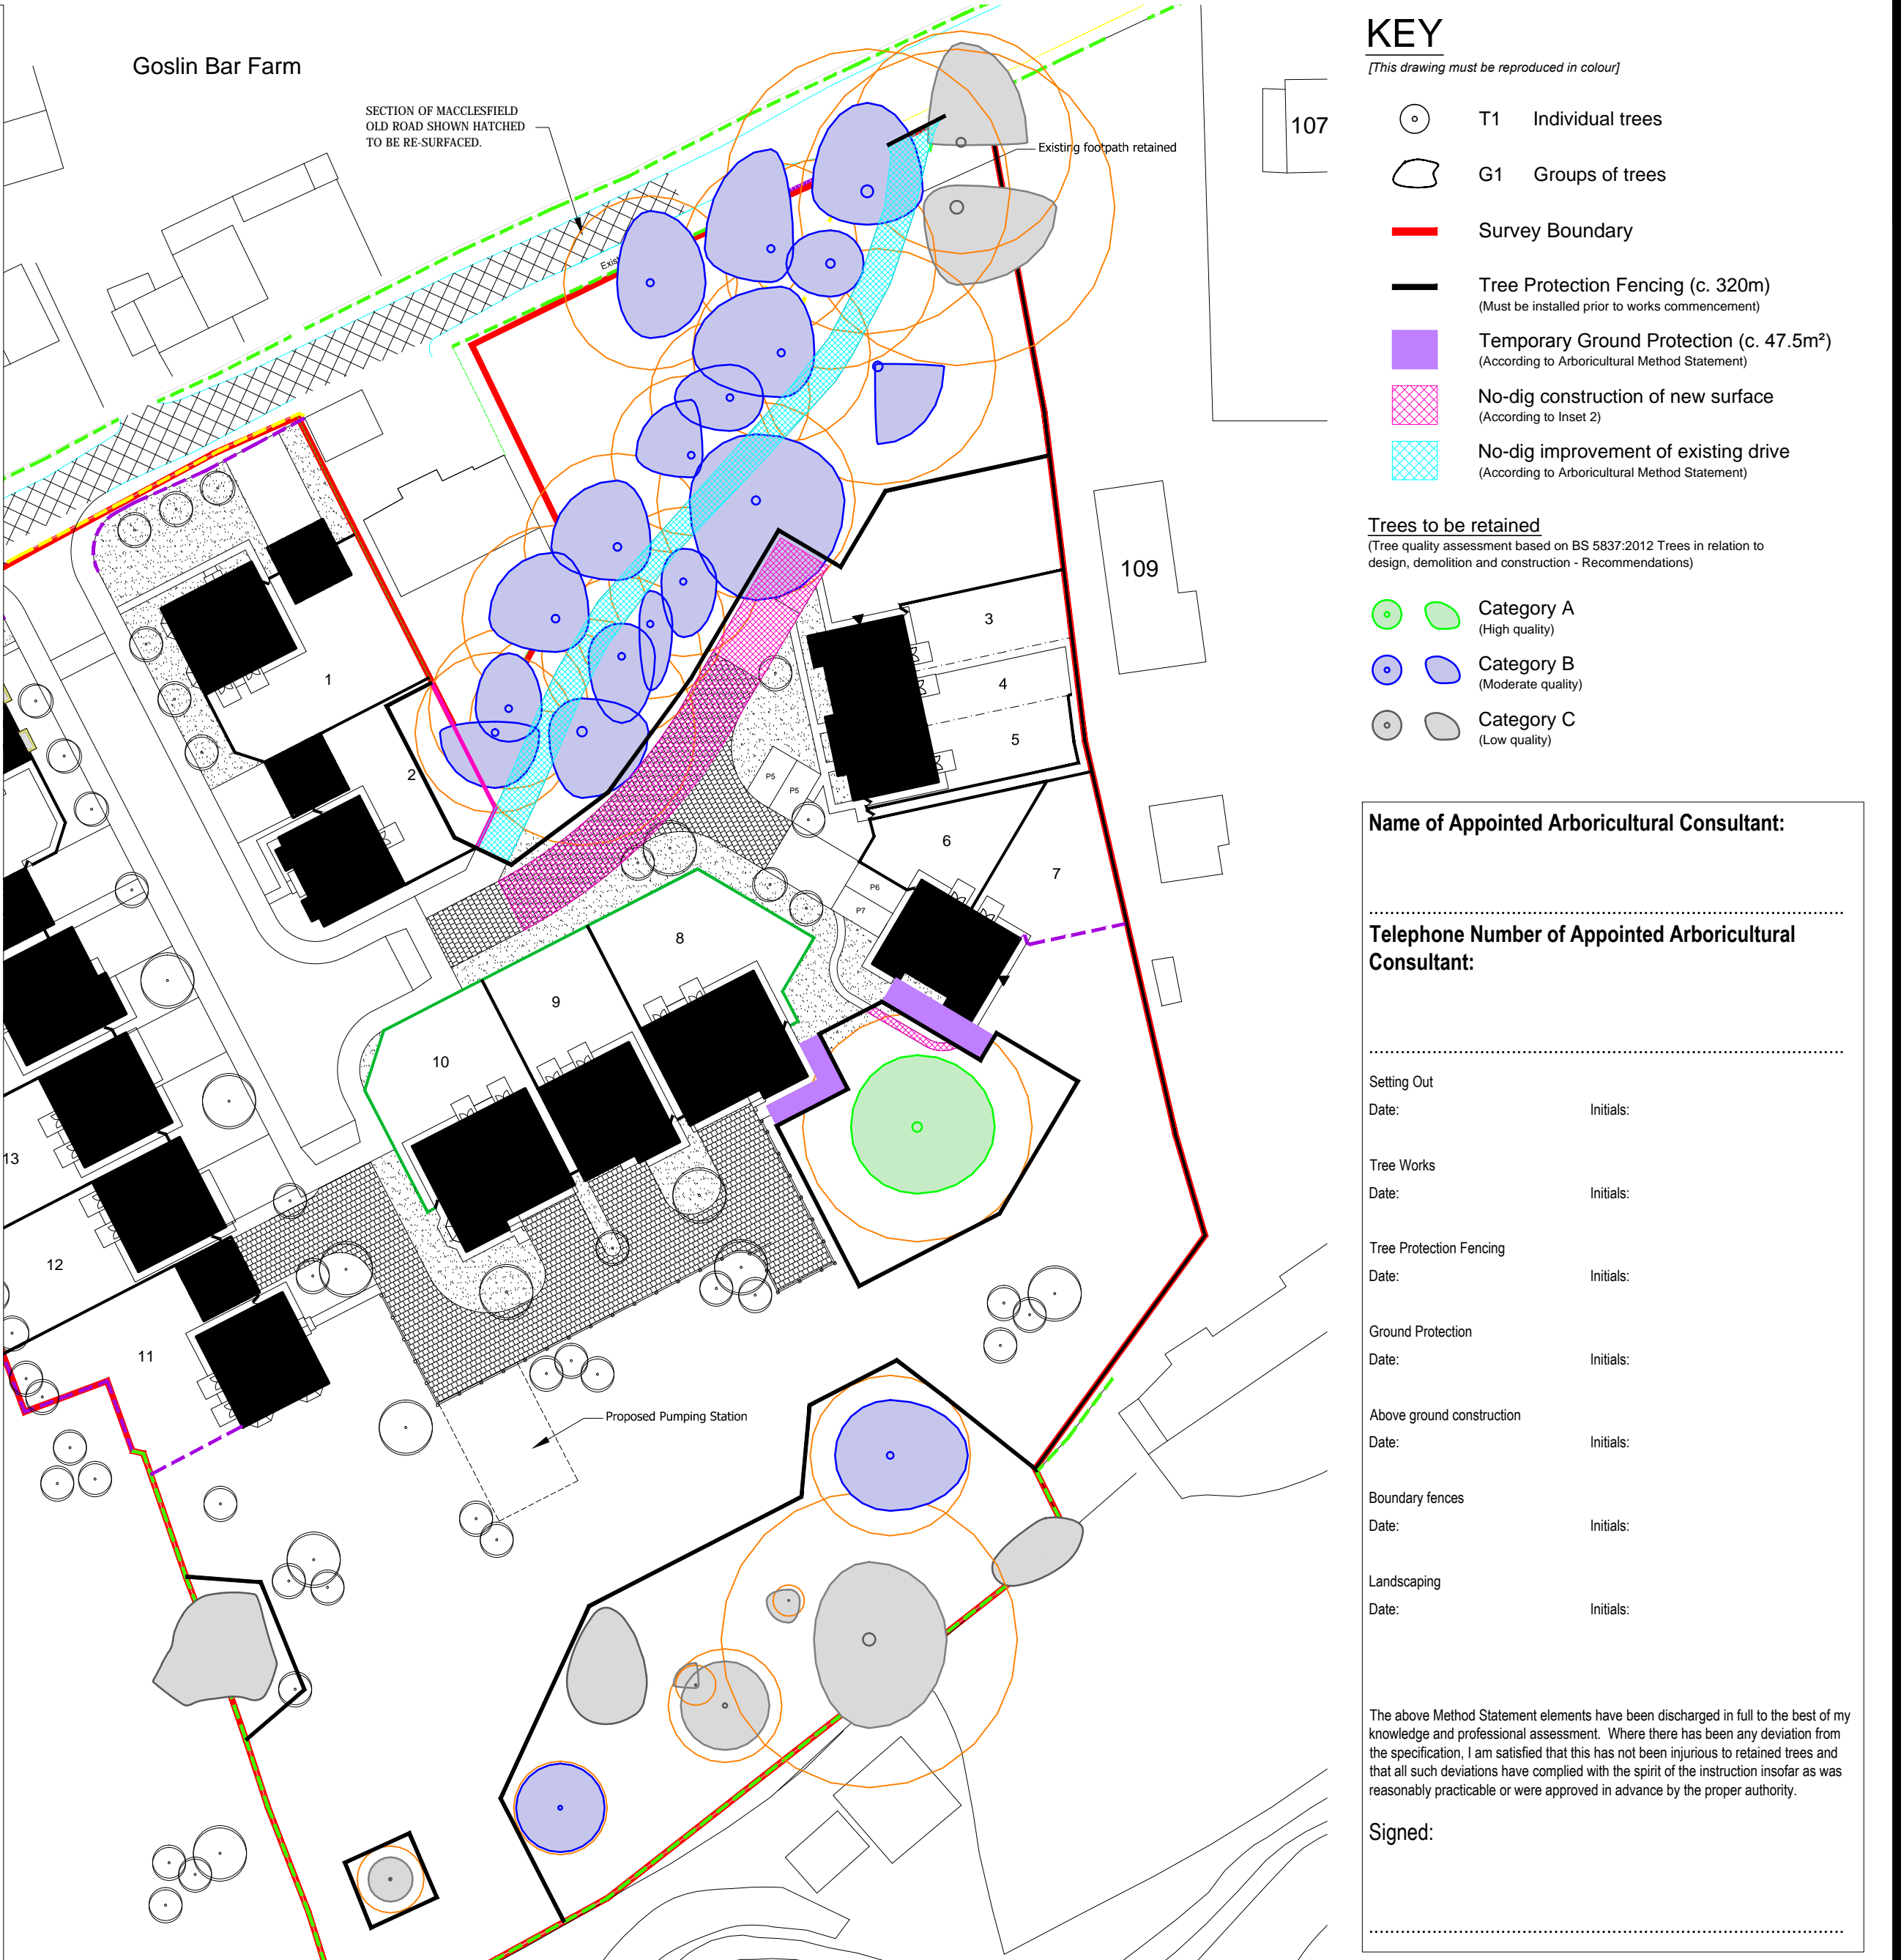 Goslin Bar Farm
SECTION OF MACCLESFIELD
OLD ROAD SHOWN HATCHED
TO BE RE-SURFACED.
Existing footpath retained
107
109
1
2
3
4
5
P5
P5
6
7
P6
P7
8
9
10
13
12
11
Proposed Pumping Station
KEY
[This drawing must be reproduced in colour]
T1 Individual trees
G1 Groups of trees
Survey Boundary
Tree Protection Fencing (c. 320m)
(Must be installed prior to works commencement)
Temporary Ground Protection (c. 47.5m²)
(According to Arboricultural Method Statement)
No-dig construction of new surface
(According to Inset 2)
No-dig improvement of existing drive
(According to Arboricultural Method Statement)
Trees to be retained
(Tree quality assessment based on BS 5837:2012 Trees in relation to
design, demolition and construction - Recommendations)
Category A
(High quality)
Category B
(Moderate quality)
Category C
(Low quality)
Name of Appointed Arboricultural Consultant:
Telephone Number of Appointed Arboricultural
Consultant:
Setting Out
Date: Initials:
Tree Works
Date: Initials:
Tree Protection Fencing
Date: Initials:
Ground Protection
Date: Initials:
Above ground construction
Date: Initials:
Boundary fences
Date: Initials:
Landscaping
Date: Initials:
The above Method Statement elements have been discharged in full to the best of my
knowledge and professional assessment. Where there has been any deviation from
the specification, I am satisfied that this has not been injurious to retained trees and
that all such deviations have complied with the spirit of the instruction insofar as was
reasonably practicable or were approved in advance by the proper authority.
Signed: